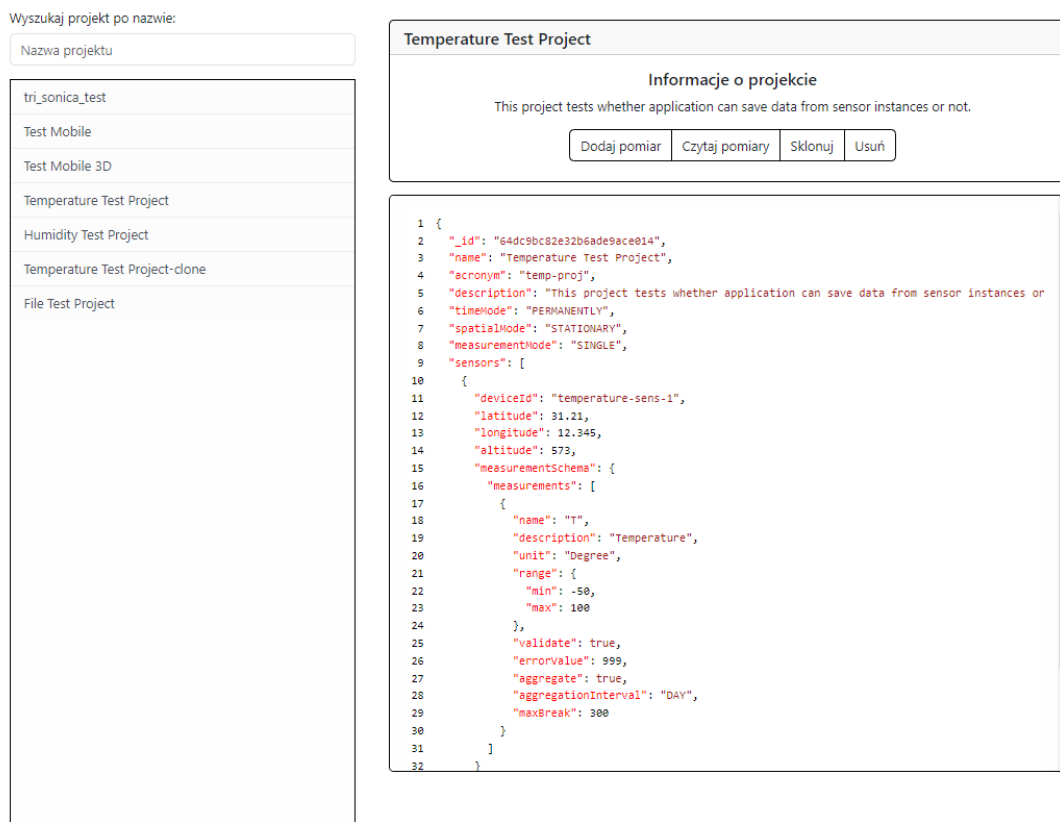 Wyszukaj projekt po nazwie:
Nazwa projektu
tri_sonica_test
Test Mobile
Test Mobile 3D
Temperature Test Project
Humidity Test Project
Temperature Test Project-clone
File Test Project
Temperature Test Project
Informacje o projekcie
This project tests whether application can save data from sensor instances or not.
Dodaj pomiar Czytaj pomiary Sklonuj Usuń
1 {
2 "_id": "64dc9bc82e32b6ade9ace014",
3 "name": "Temperature Test Project",
4 "acronym": "temp-proj",
5 "description": "This project tests whether application can save data from sensor instances or
6 "timeMode": "PERMANENTLY",
7 "spatialMode": "STATIONARY",
8 "measurementMode": "SINGLE",
9 "sensors": [
10 {
11 "deviceId": "temperature-sens-1",
12 "latitude": 31.21,
13 "longitude": 12.345,
14 "altitude": 573,
15 "measurementSchema": {
16 "measurements": [
17 {
18 "name": "T",
19 "description": "Temperature",
20 "unit": "Degree",
21 "range": {
22 "min": -50,
23 "max": 100
24 },
25 "validate": true,
26 "errorValue": 999,
27 "aggregate": true,
28 "aggregationInterval": "DAY",
29 "maxBreak": 300
30 }
31 ]
32 }